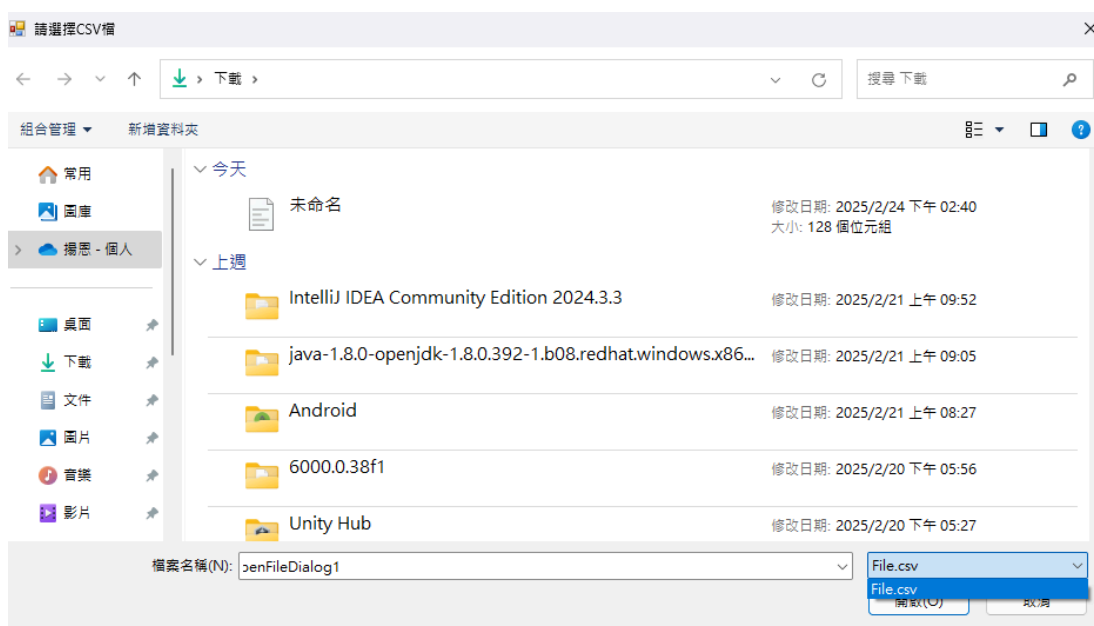 請選擇CSV檔
下載
搜尋 下載
組合管理
新增資料夾
常用
圖庫
揚恩 - 個人
桌面
下載
文件
圖片
音樂
影片
今天
未命名
修改日期: 2025/2/24 下午 02:40
大小: 128 個位元組
上週
IntelliJ IDEA Community Edition 2024.3.3
修改日期: 2025/2/21 上午 09:52
java-1.8.0-openjdk-1.8.0.392-1.b08.redhat.windows.x86...
修改日期: 2025/2/21 上午 09:05
Android
修改日期: 2025/2/21 上午 08:27
6000.0.38f1
修改日期: 2025/2/20 下午 05:56
Unity Hub
修改日期: 2025/2/20 下午 05:27
檔案名稱(N):
penFileDialog1
File.csv
File.csv
開啟(O)
取消